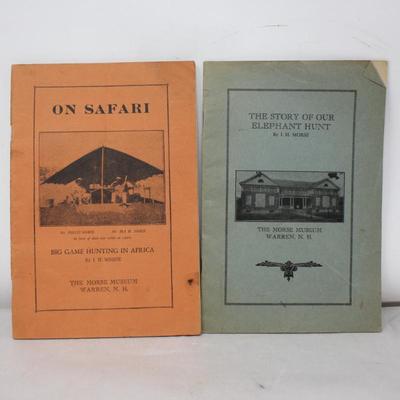 ON SAFARI
BIG GAME HUNTING IN AFRICA
By I. H. MORSE
THE MORSE MUSEUM
WARREN, N. H.
THE STORY OF OUR
ELEPHANT HUNT
By I. H. MORSE
THE MORSE MUSEUM
WARREN, N. H.